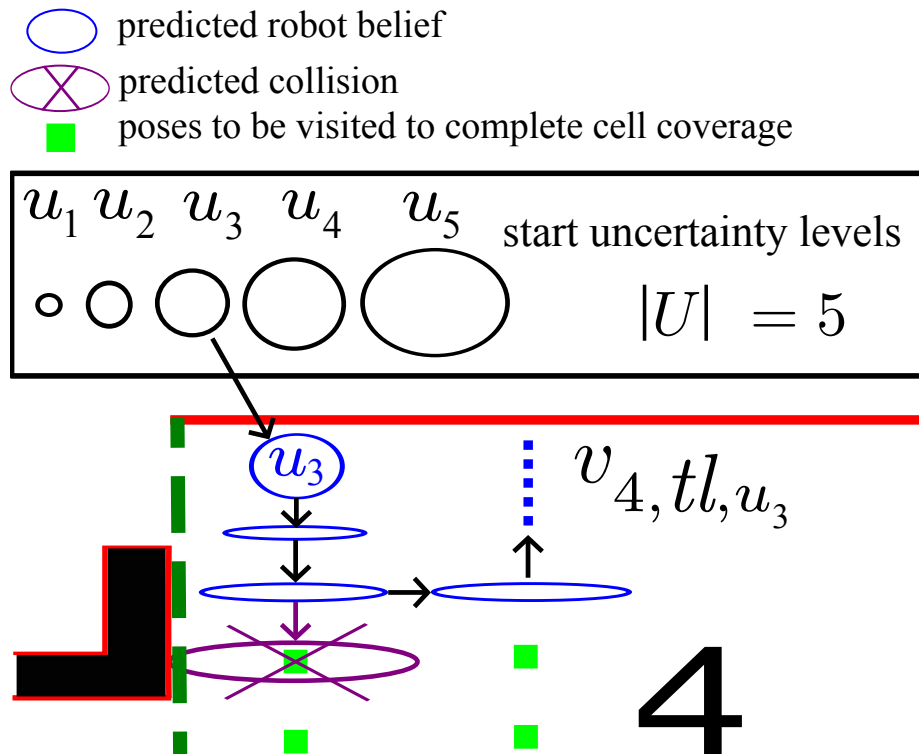 predicted robot belief
predicted collision
poses to be visited to complete cell coverage
u₁ u₂ u₃ u₄ u₅
start uncertainty levels
|U| = 5
u₃
v₄,tl,u₃
4